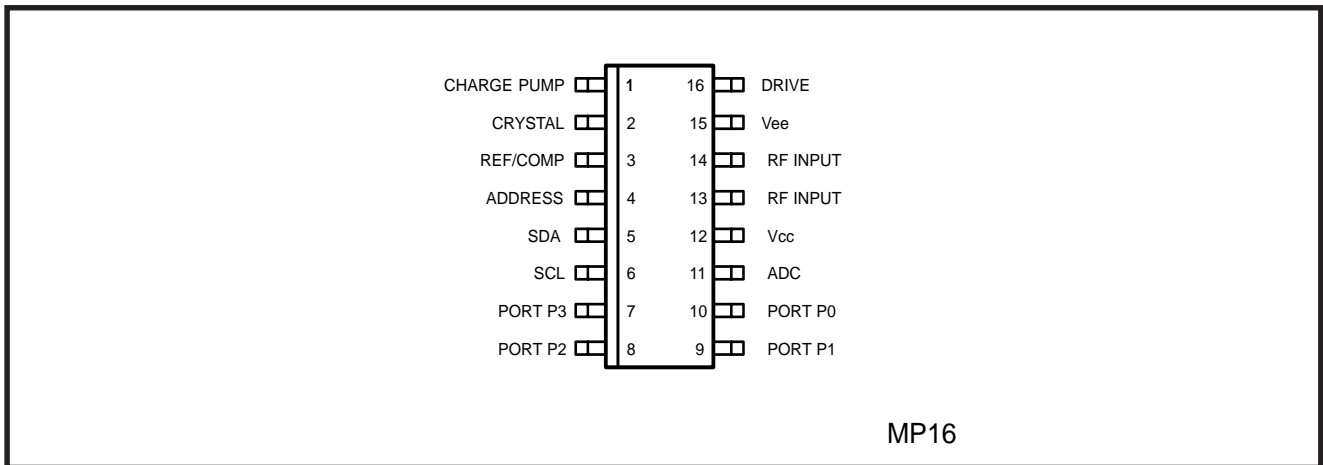 CHARGE PUMP 1 16 DRIVE
CRYSTAL 2 15 Vee
REF/COMP 3 14 RF INPUT
ADDRESS 4 13 RF INPUT
SDA 5 12 Vcc
SCL 6 11 ADC
PORT P3 7 10 PORT P0
PORT P2 8 9 PORT P1
MP16